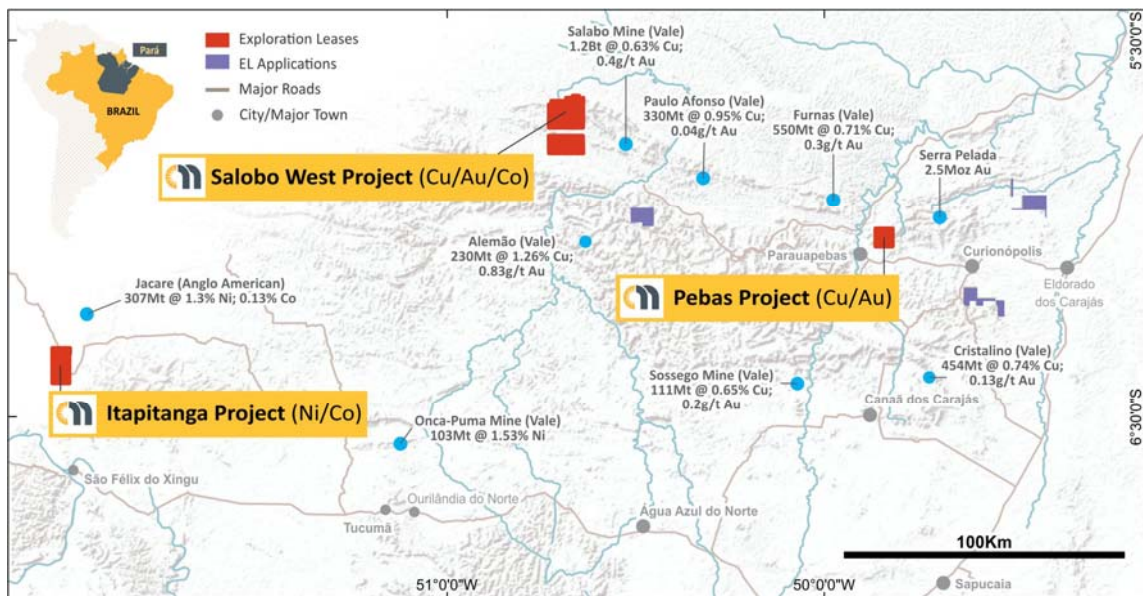 Pará
BRAZIL
Exploration Leases
EL Applications
Major Roads
City/Major Town
Salabo Mine (Vale)
1.2Bt @ 0.63% Cu;
0.4g/t Au
Paulo Afonso (Vale)
330Mt @ 0.95% Cu;
0.04g/t Au
Furnas (Vale)
550Mt @ 0.71% Cu;
0.3g/t Au
Serra Pelada
2.5Moz Au
5°30'0"S
Salobo West Project (Cu/Au/Co)
Alemão (Vale)
230Mt @ 1.26% Cu;
0.83g/t Au
Parauapebas
Curionópolis
Eldorado
dos Carajás
Jacare (Anglo American)
307Mt @ 1.3% Ni; 0.13% Co
Pebas Project (Cu/Au)
Itapitanga Project (Ni/Co)
Sossego Mine (Vale)
111Mt @ 0.65% Cu;
0.2g/t Au
Cristalino (Vale)
454Mt @ 0.74% Cu;
0.13g/t Au
Canaã dos Carajás
Onca-Puma Mine (Vale)
103Mt @ 1.53% Ni
6°30'0"S
São Félix do Xingu
Ourilândia do Norte
Tucumã
Água Azul do Norte
100Km
51°0'0"W
50°0'0"W
Sapucaia